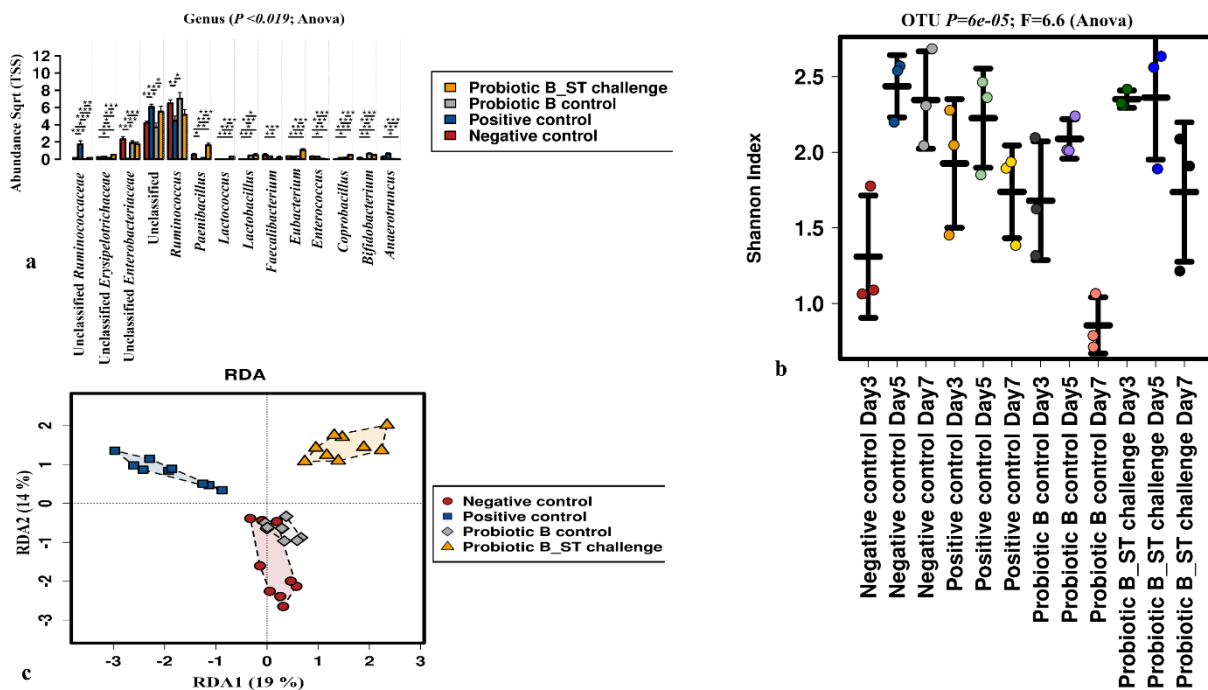 Genus (P <0.019; Anova)
Abundance Sqrt (TSS)
12
10
8
6
4
2
0
Unclassified Ruminococcaceae
Unclassified Erysipelotrichaceae
Unclassified Enterobacteriaceae
Unclassified
Ruminococcus
Paenibacillus
Lactococcus
Lactobacillus
Faecalibacterium
Eubacterium
Enterococcus
Coprobacillus
Bifidobacterium
Anaerotruncus
Probiotic B_ST challenge
Probiotic B control
Positive control
Negative control
a
OTU P=6e-05; F=6.6 (Anova)
Shannon Index
2.5
2.0
1.5
1.0
Negative control Day3
Negative control Day5
Negative control Day7
Positive control Day3
Positive control Day5
Positive control Day7
Probiotic B control Day3
Probiotic B control Day5
Probiotic B control Day7
Probiotic B_ST challenge Day3
Probiotic B_ST challenge Day5
Probiotic B_ST challenge Day7
b
RDA
RDA2 (14 %)
2
1
0
-1
-2
-3
-3 -2 -1 0 1 2 3
RDA1 (19 %)
Negative control
Positive control
Probiotic B control
Probiotic B_ST challenge
c